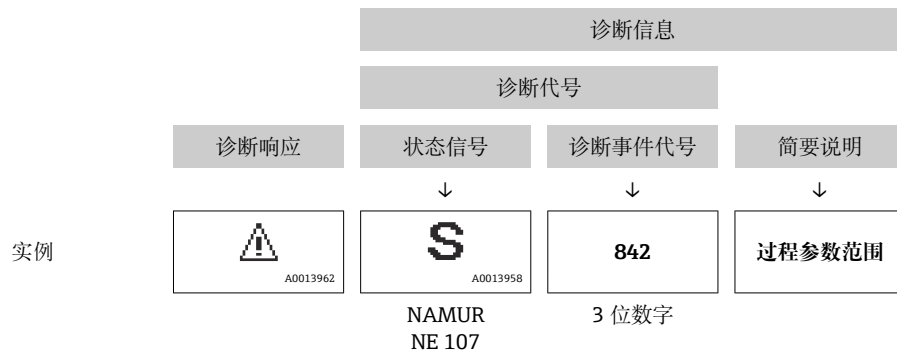 诊断信息
诊断代号
诊断响应 状态信号 诊断事件代号 简要说明
↓ ↓ ↓
实例 S 842 过程参数范围
A0013962 A0013958
NAMUR 3 位数字
NE 107